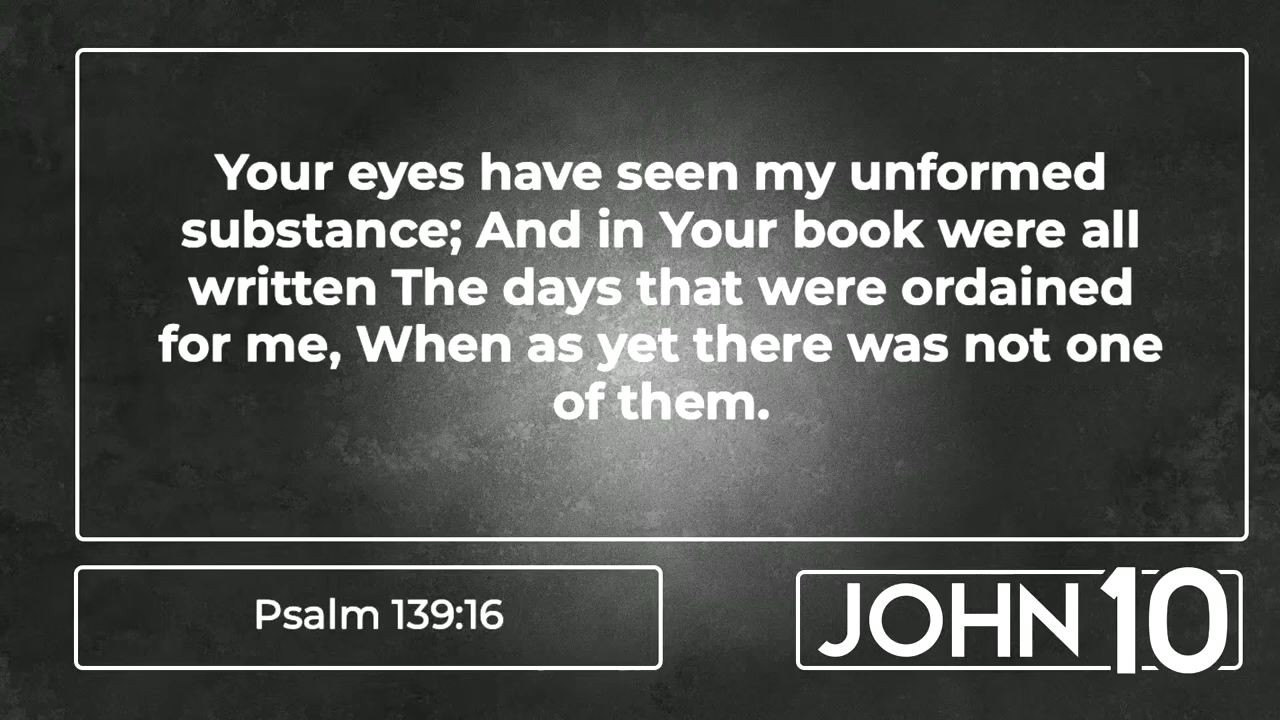 Your eyes have seen my unformed
substance; And in Your book were all
written The days that were ordained
for me, When as yet there was not one
of them.
Psalm 139:16
JOHN 10